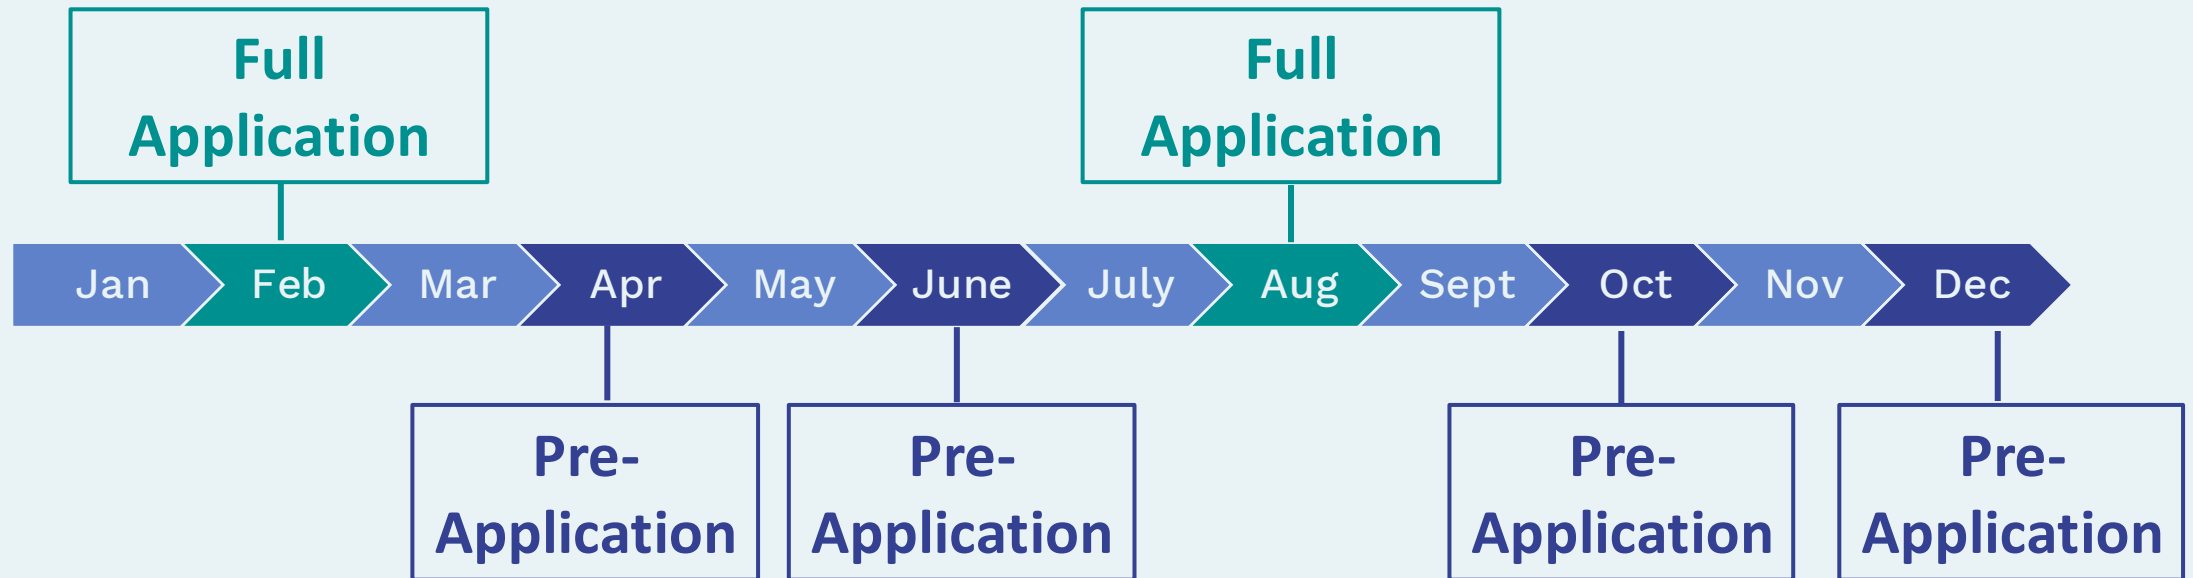 Full
Application
Full
Application
Jan Feb Mar Apr May June July Aug Sept Oct Nov Dec
Pre-
Application
Pre-
Application
Pre-
Application
Pre-
Application